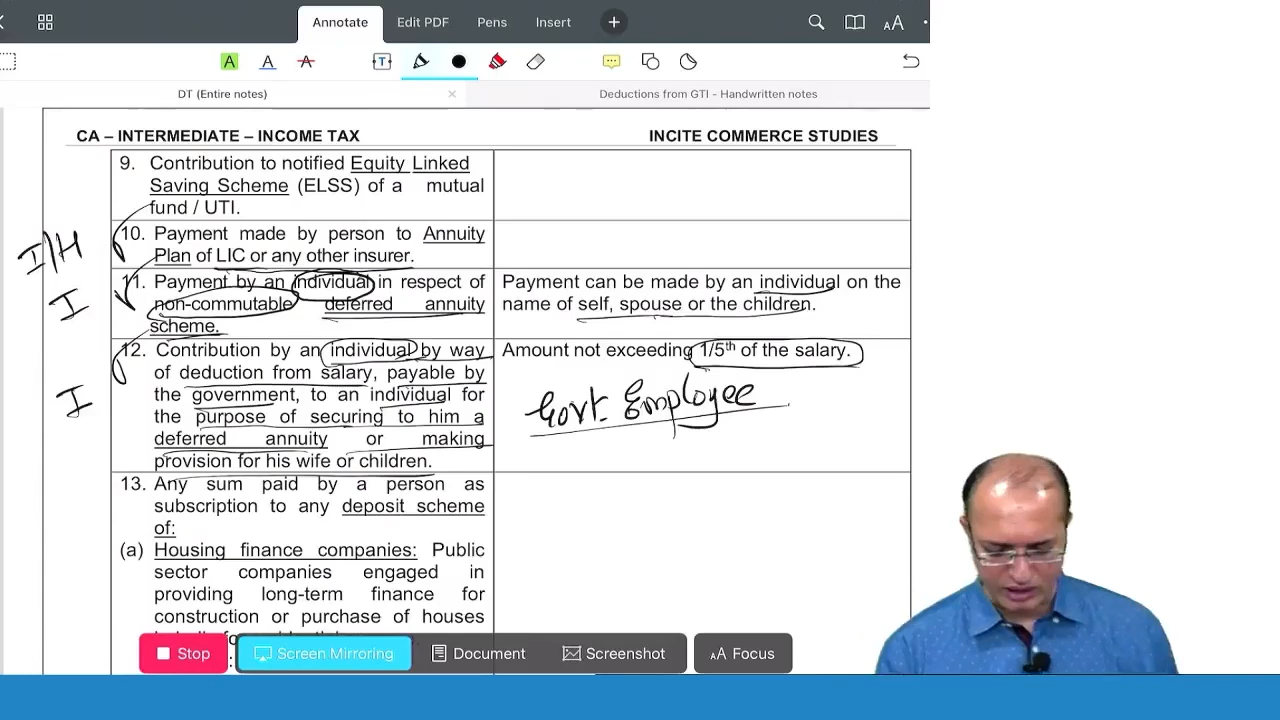 Annotate Edit PDF Pens Insert
AA
A A A T
DT (Entire notes) Deductions from GTI - Handwritten notes
CA – INTERMEDIATE – INCOME TAX INCITE COMMERCE STUDIES
9. Contribution to notified Equity Linked
Saving Scheme (ELSS) of a mutual
fund / UTI.
I/H
10. Payment made by person to Annuity
Plan of LIC or any other insurer.
I
11. Payment by an individual in respect of
non-commutable deferred annuity
scheme.
Payment can be made by an individual on the
name of self, spouse or the children.
I
12. Contribution by an individual by way
of deduction from salary, payable by
the government, to an individual for
the purpose of securing to him a
deferred annuity or making
provision for his wife or children.
Amount not exceeding 1/5th of the salary.
Govt. Employee
13. Any sum paid by a person as
subscription to any deposit scheme
of:
(a) Housing finance companies: Public
sector companies engaged in
providing long-term finance for
construction or purchase of houses
Stop Screen Mirroring Document Screenshot AA Focus